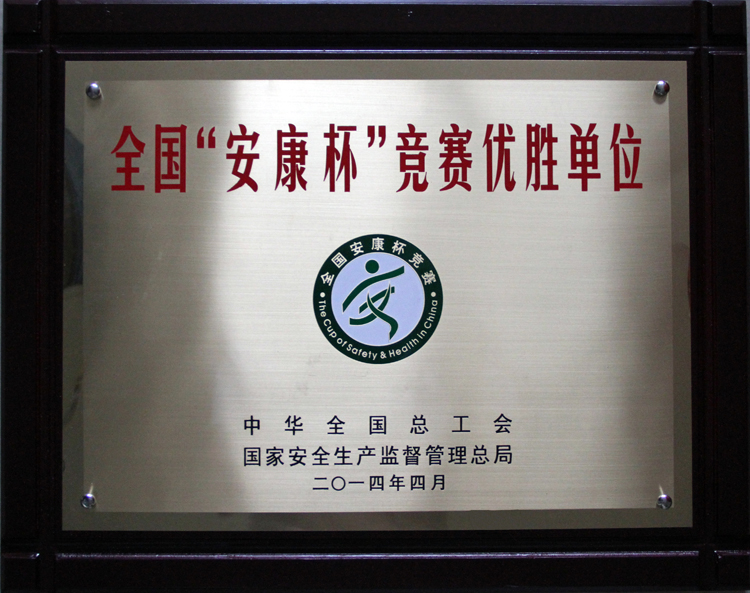 全国“安康杯”竞赛优胜单位
全国安康杯竞赛
The Cup of Safety & Health in China
中华全国总工会
国家安全生产监督管理总局
二〇一四年四月